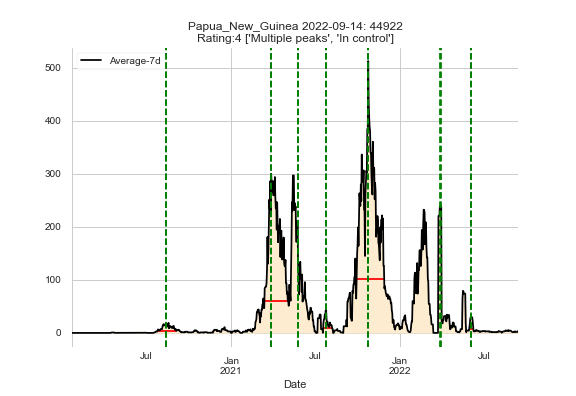 Papua_New_Guinea 2022-09-14: 44922
Rating:4 ['Multiple peaks', 'In control']
Average-7d
500
400
300
200
100
0
Jul
Jan
2021
Jul
Jan
2022
Jul
Date